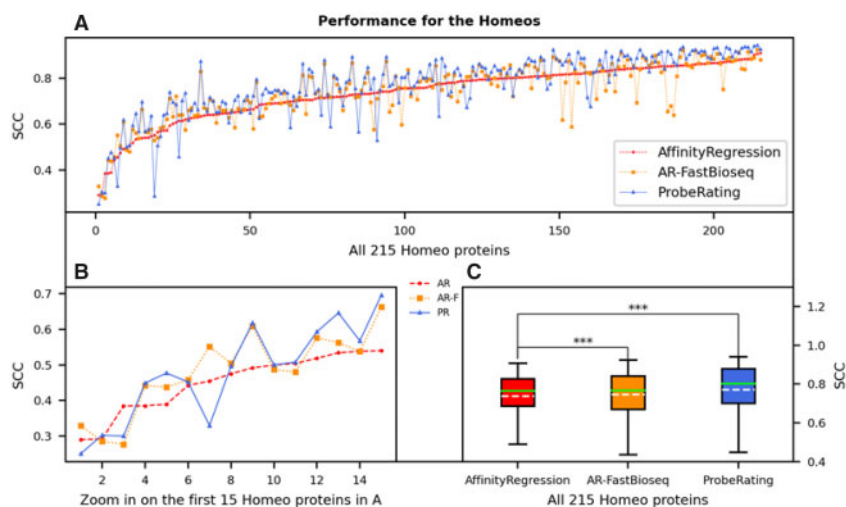 A
Performance for the Homeos
SCC
0.8
0.6
0.4
AffinityRegression
AR-FastBioseq
ProbeRating
0 50 100 150 200
All 215 Homeo proteins
B
SCC
0.7
0.6
0.5
0.4
0.3
AR
AR-F
PR
2 4 6 8 10 12 14
Zoom in on the first 15 Homeo proteins in A
C
***
***
1.2
1.0
0.8
0.6
0.4
SCC
AffinityRegression AR-FastBioseq ProbeRating
All 215 Homeo proteins